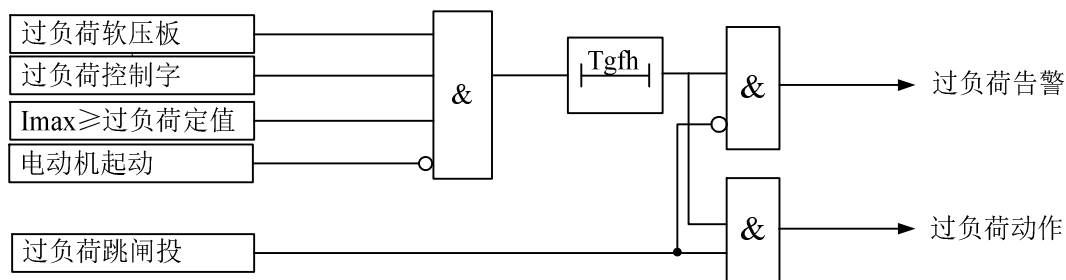 过负荷软压板
过负荷控制字
Imax≥过负荷定值
电动机起动
过负荷跳闸投
&
Tgfh
&
过负荷告警
&
过负荷动作